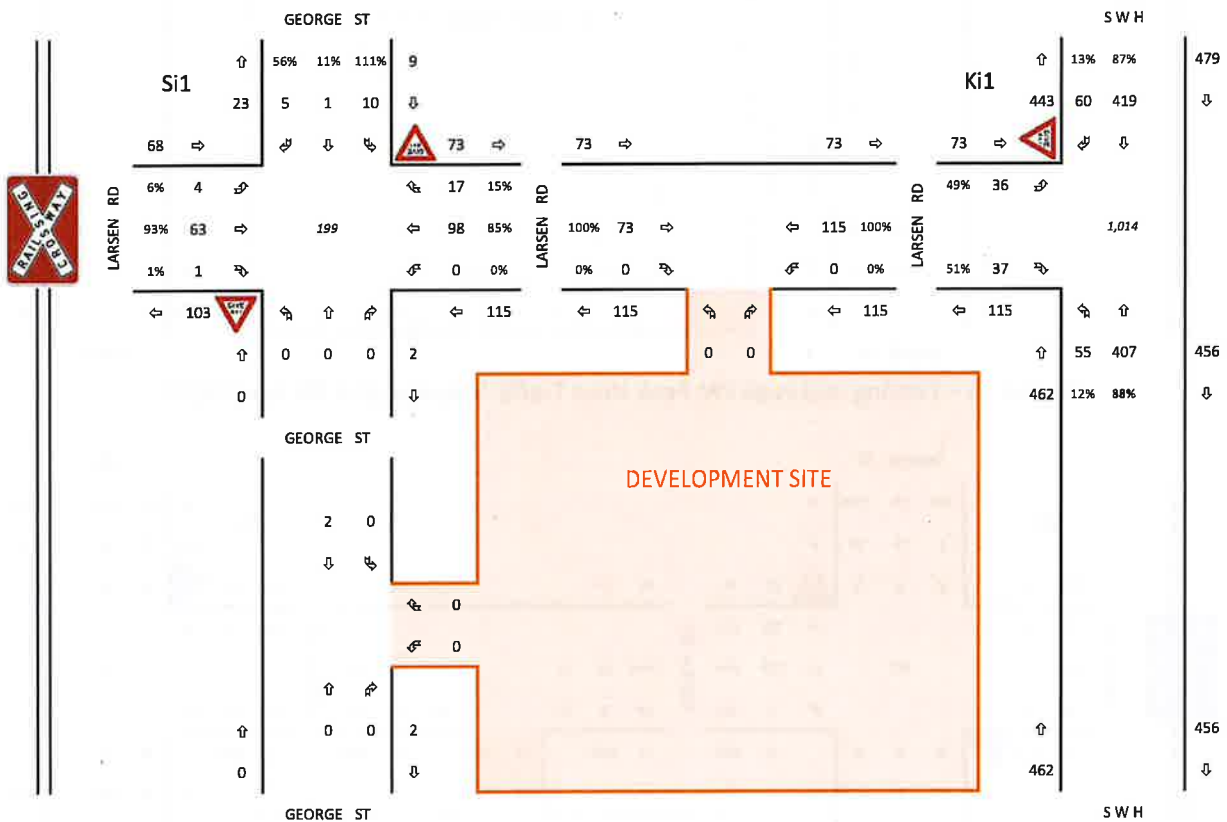 GEORGE ST
S W H
⇧ 56% 11% 111% 9
⇧ 13% 87% 479
Si1
Ki1
23 5 1 10 ⇩
443 60 419 ⇩
68 ⇨
73 ⇨
73 ⇨
73 ⇨
73 ⇨
RAILWAY
CROSSING
LARSEN RD
6% 4
17 15%
LARSEN RD
LARSEN RD
49% 36
93% 63 ⇨ 199 ⇦ 98 85%
100% 73 ⇨
⇦ 115 100%
1,014
1% 1
0 0%
0% 0
0 0%
51% 37
⇦ 103
GIVE
⇦ 115
⇦ 115
⇦ 115
⇦ 115
⇧ 0 0 0 2
0 0
⇧ 55 407 456
0 ⇩
462 12% 88% ⇩
GEORGE ST
DEVELOPMENT SITE
2 0
0
0
⇧ 0 0 2
⇧ 456
0 ⇩
462 ⇩
GEORGE ST
S W H